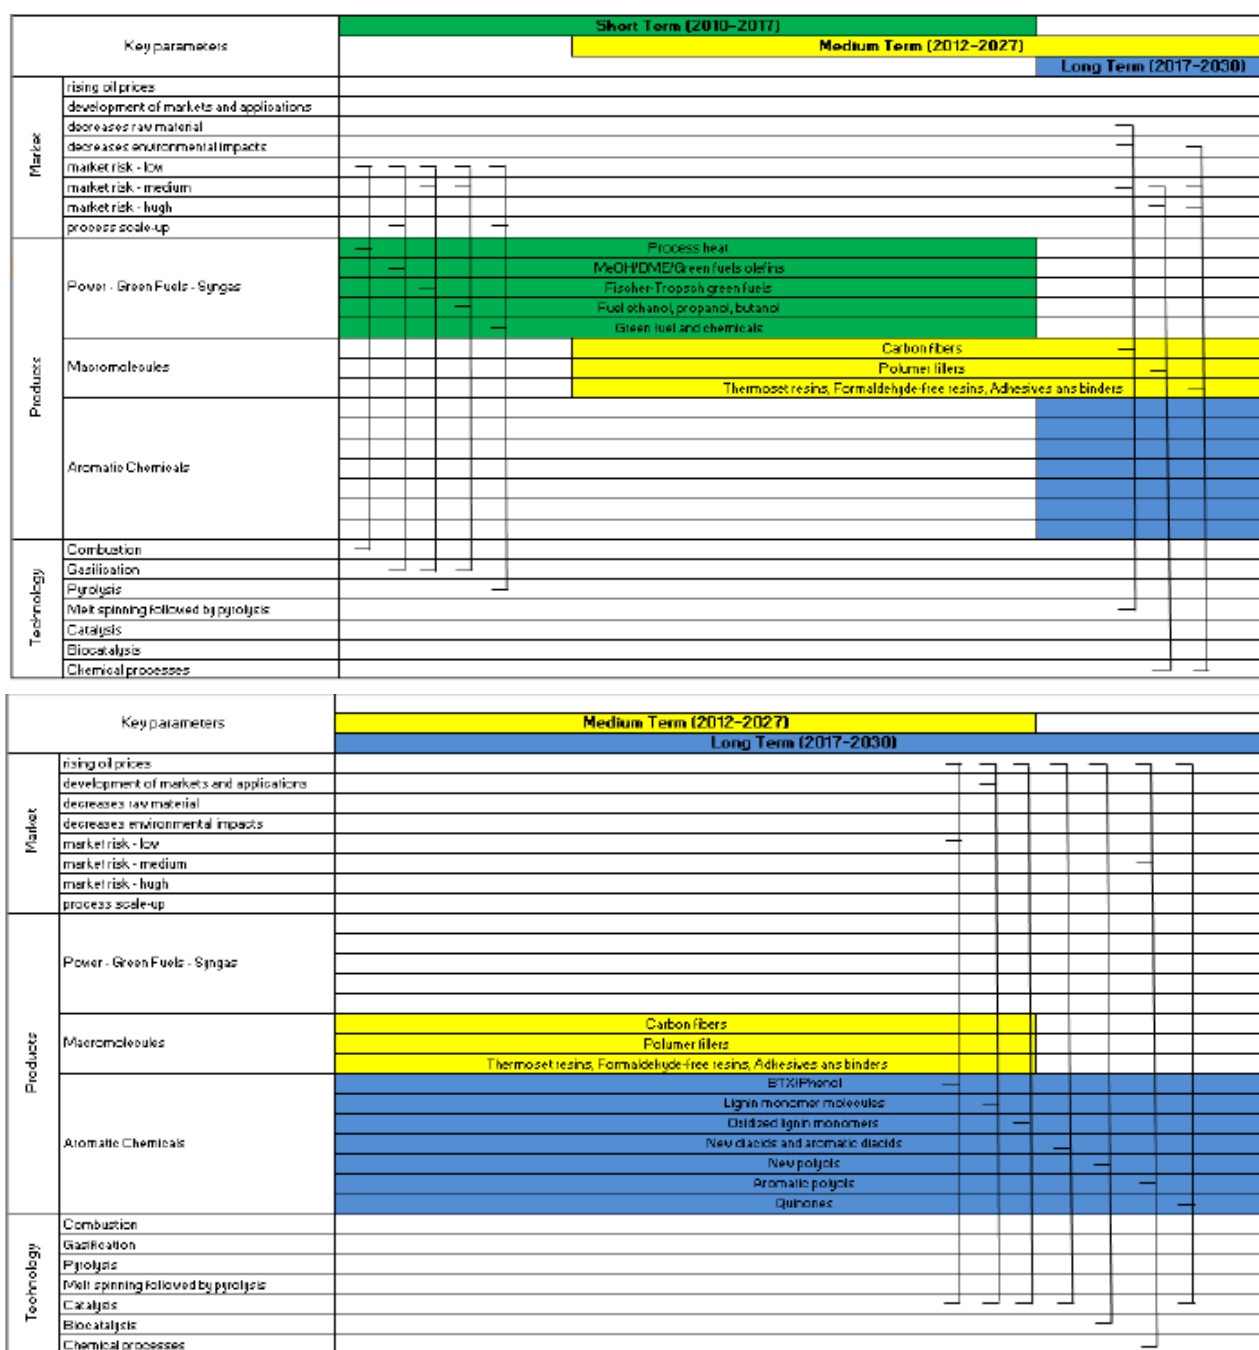 Short Term (2010-2017)
Key parameters
Medium Term (2012-2027)
Long Term (2017-2030)
Market
rising oil prices
development of markets and applications
decreases raw material
decreases environmental impacts
market risk - low
market risk - medium
market risk - hugh
process scale-up
Products
Power - Green Fuels - Syngas
Process heat
MeOH/DME/Green fuels olefins
Fischer-Tropsch green fuels
Fuel ethanol, propanol, butanol
Green fuel and chemicals
Macromolecules
Carbon fibers
Polumer fillers
Thermoset resins, Formaldehyde-free resins, Adhesives ans binders
Aromatic Chemicals
Technology
Combustion
Gasification
Pyrolysis
Melt spinning followed by pyrolysis
Catalysis
Biocatalysis
Chemical processes
Key parameters
Medium Term (2012-2027)
Long Term (2017-2030)
Market
rising oil prices
development of markets and applications
decreases raw material
decreases environmental impacts
market risk - low
market risk - medium
market risk - hugh
process scale-up
Products
Power - Green Fuels - Syngas
Macromolecules
Carbon fibers
Polumer fillers
Thermoset resins, Formaldehyde-free resins, Adhesives ans binders
Aromatic Chemicals
BTX/Phenol
Lignin monomer molecules
Oxidized lignin monomers
New diacids and aromatic diacids
New polyols
Aromatic polyols
Quinones
Technology
Combustion
Gasification
Pyrolysis
Melt spinning followed by pyrolysis
Catalysis
Biocatalysis
Chemical processes